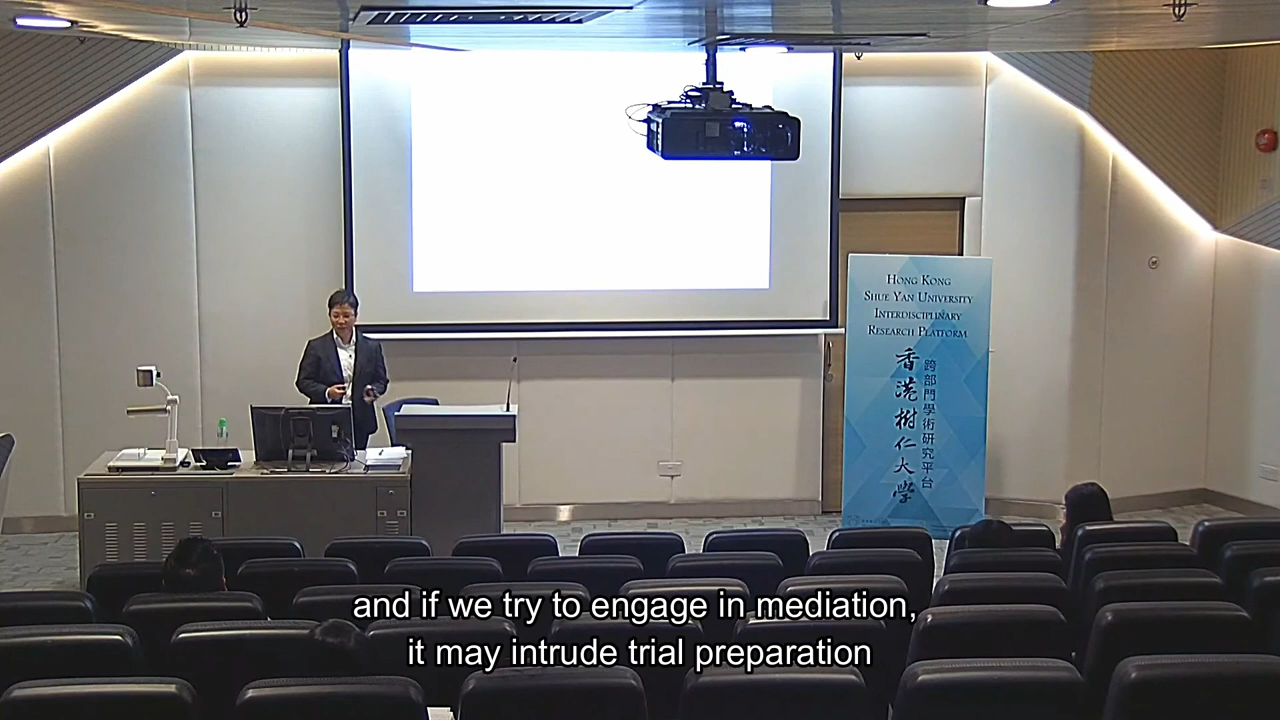 HONG KONG
SHUE YAN UNIVERSITY
INTERDISCIPLINARY
RESEARCH PLATFORM
香港樹仁大學
跨部門學術研究平台
and if we try to engage in mediation,
it may intrude trial preparation